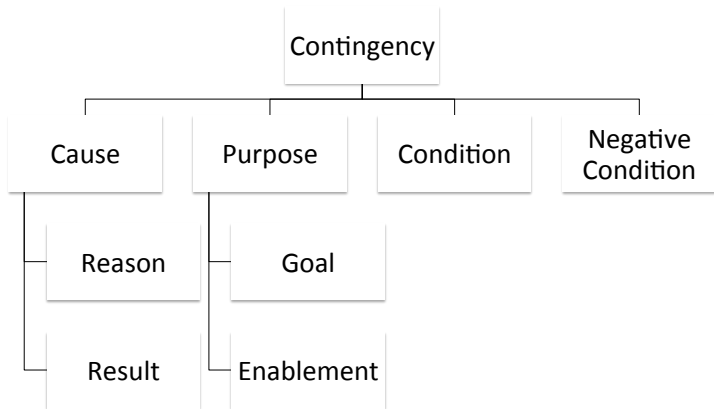 Contingency
Cause
Purpose
Condition
Negative
Condition
Reason
Goal
Result
Enablement